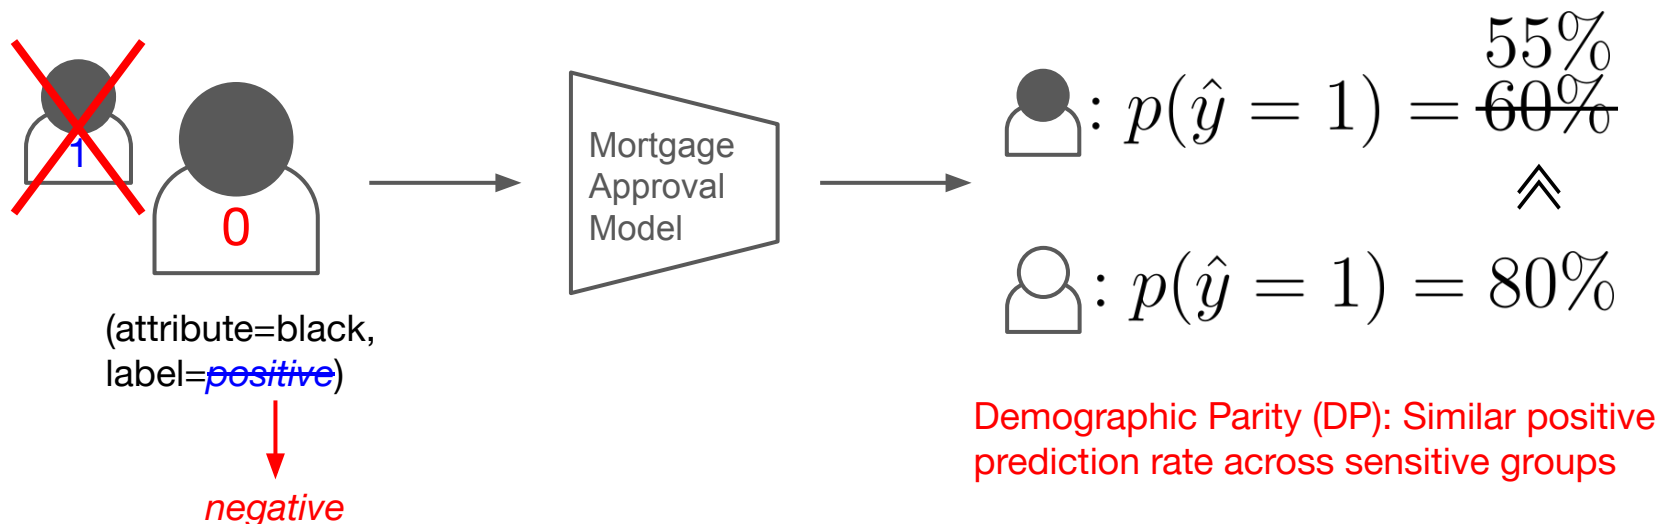 1
0
(attribute=black,
label=positive)
negative
Mortgage
Approval
Model
55%
: p(ŷ = 1) = 60%
: p(ŷ = 1) = 80%
Demographic Parity (DP): Similar positive
prediction rate across sensitive groups